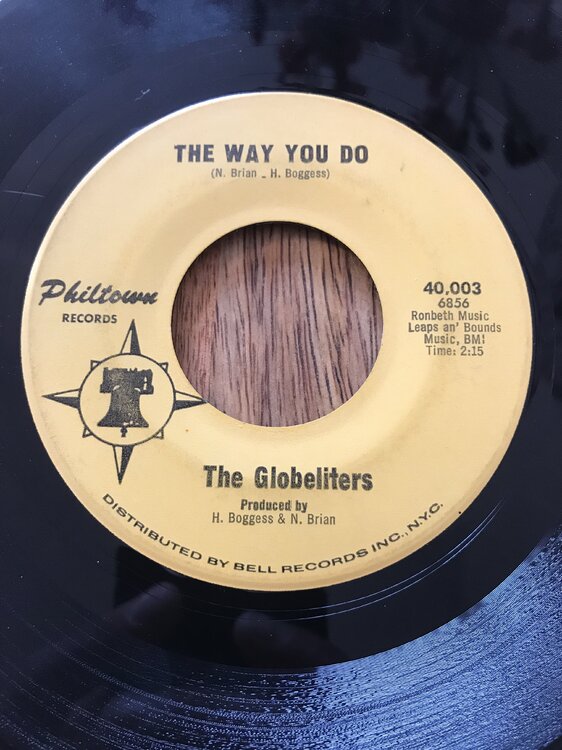 THE WAY YOU DO
(N. Brian - H. Boggess)
Philtown
RECORDS
40,003
6856
Ronbeth Music
Leaps an' Bounds
Music, BMI
Time: 2:15
The Globeliters
Produced by
H. Boggess & N. Brian
DISTRIBUTED BY BELL RECORDS INC., N.Y.C.